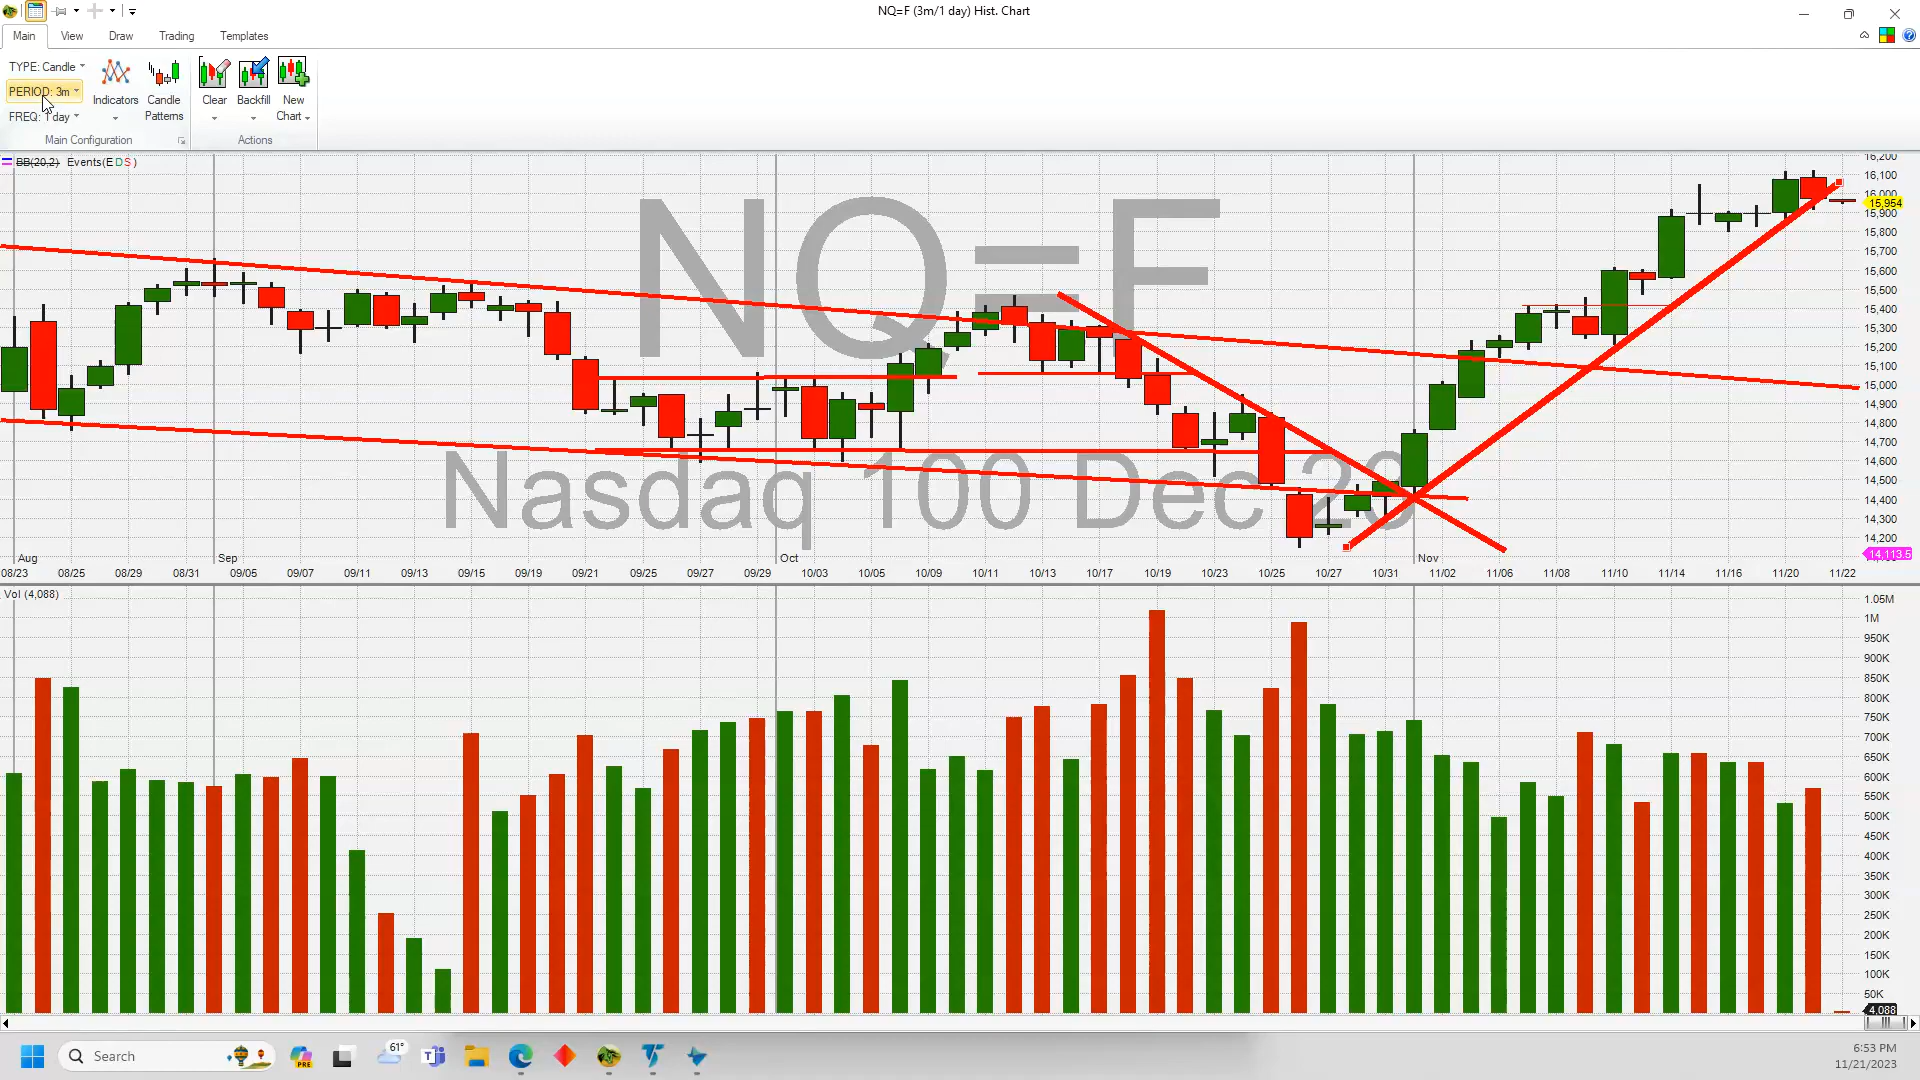 NQ=F (3m/1 day) Hist. Chart
Main View Draw Trading Templates
TYPE: Candle
PERIOD: 3m
FREQ: 1 day
Indicators
Candle
Patterns
Clear
Backfill
New
Chart
Main Configuration
Actions
BB(20,2) Events(EDS)
NQ=F
Nasdaq 100 Dec 23
16,200
16,100
16,000
15,954
15,900
15,800
15,700
15,600
15,500
15,400
15,300
15,200
15,100
15,000
14,900
14,800
14,700
14,600
14,500
14,400
14,300
14,200
14,113.5
Aug Sep Oct Nov
08/23 08/25 08/29 08/31 09/05 09/07 09/11 09/13 09/15 09/19 09/21 09/25 09/27 09/29 10/03 10/05 10/09 10/11 10/13 10/17 10/19 10/23 10/25 10/27 10/31 11/02 11/06 11/08 11/10 11/14 11/16 11/20 11/22
Vol (4,088)
1.05M
1M
950K
900K
850K
800K
750K
700K
650K
600K
550K
500K
450K
400K
350K
300K
250K
200K
150K
100K
50K
4,088
Search
PRE
61°
6:53 PM
11/21/2023